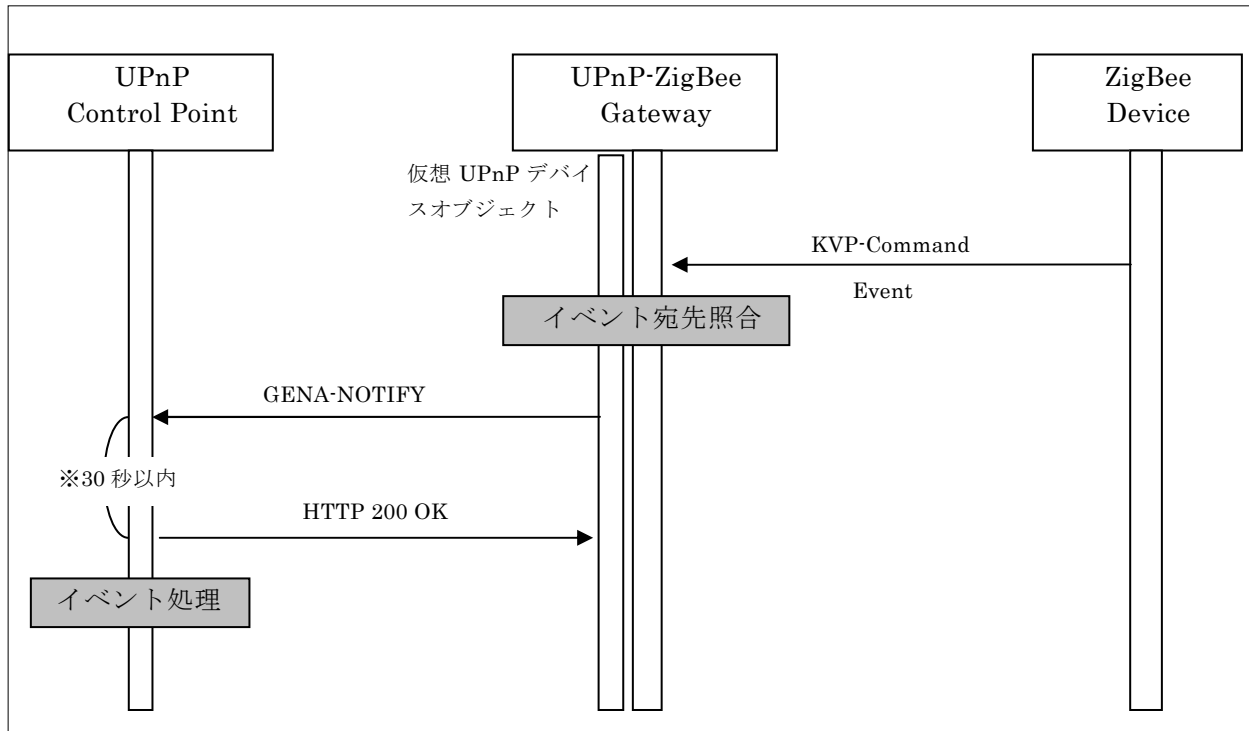 UPnP
Control Point
UPnP-ZigBee
Gateway
ZigBee
Device
仮想 UPnP デバイ
スオブジェクト
KVP-Command
Event
イベント宛先照合
GENA-NOTIFY
※30 秒以内
HTTP 200 OK
イベント処理